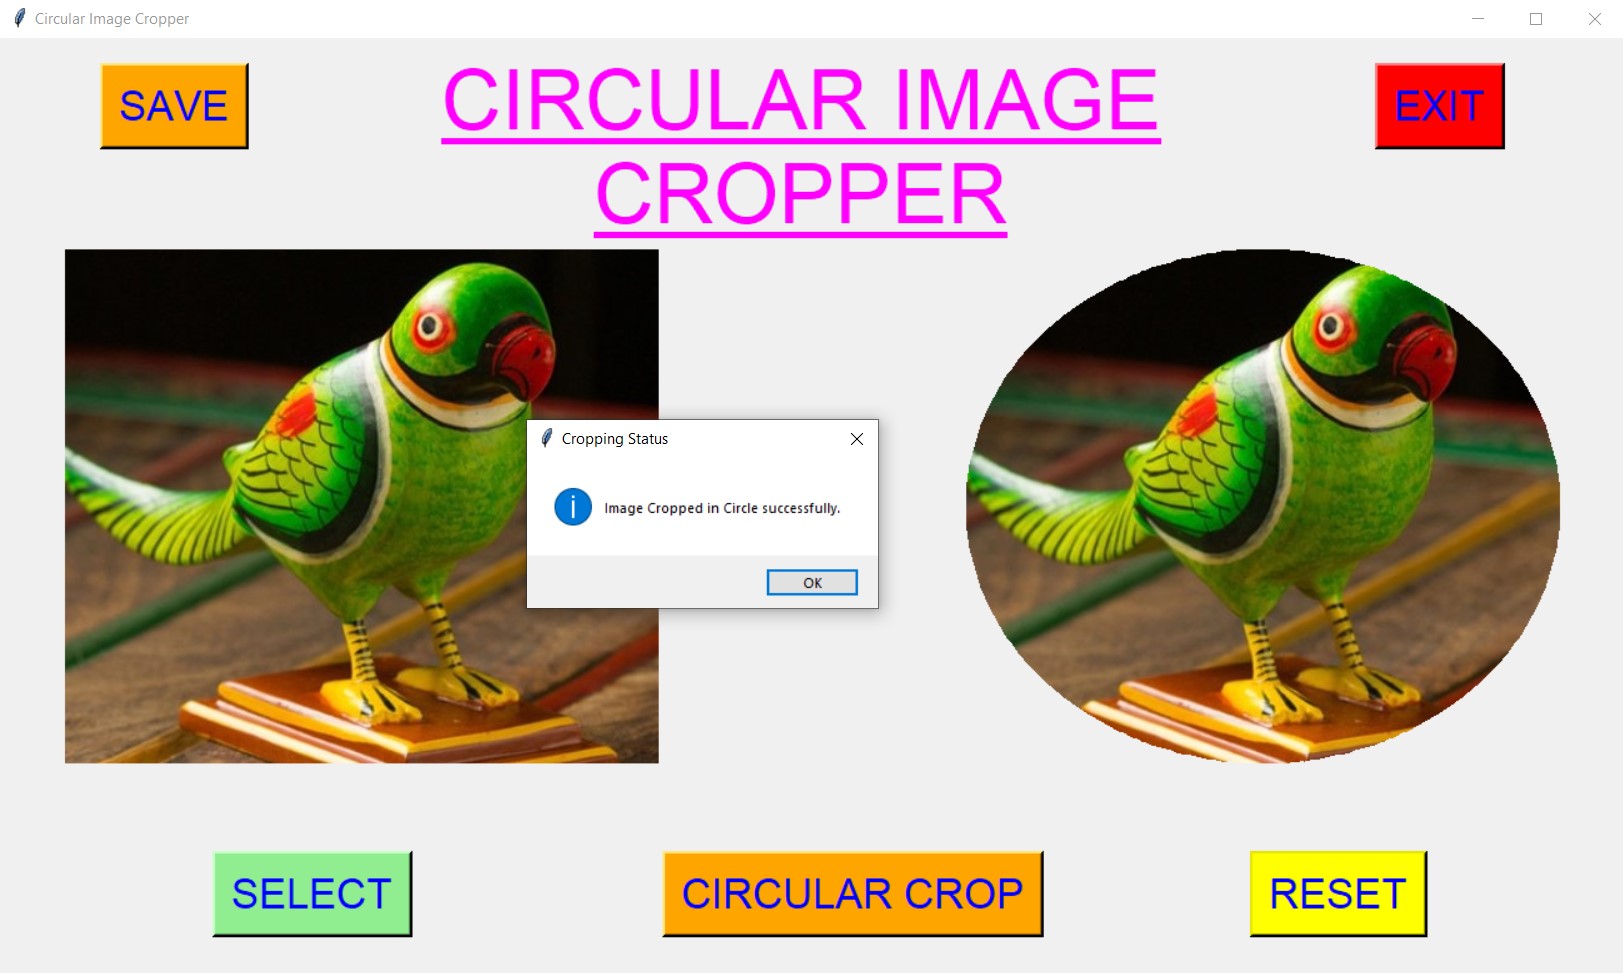 Circular Image Cropper
SAVE
CIRCULAR IMAGE
CROPPER
EXIT
Cropping Status
Image Cropped in Circle successfully.
OK
SELECT
CIRCULAR CROP
RESET